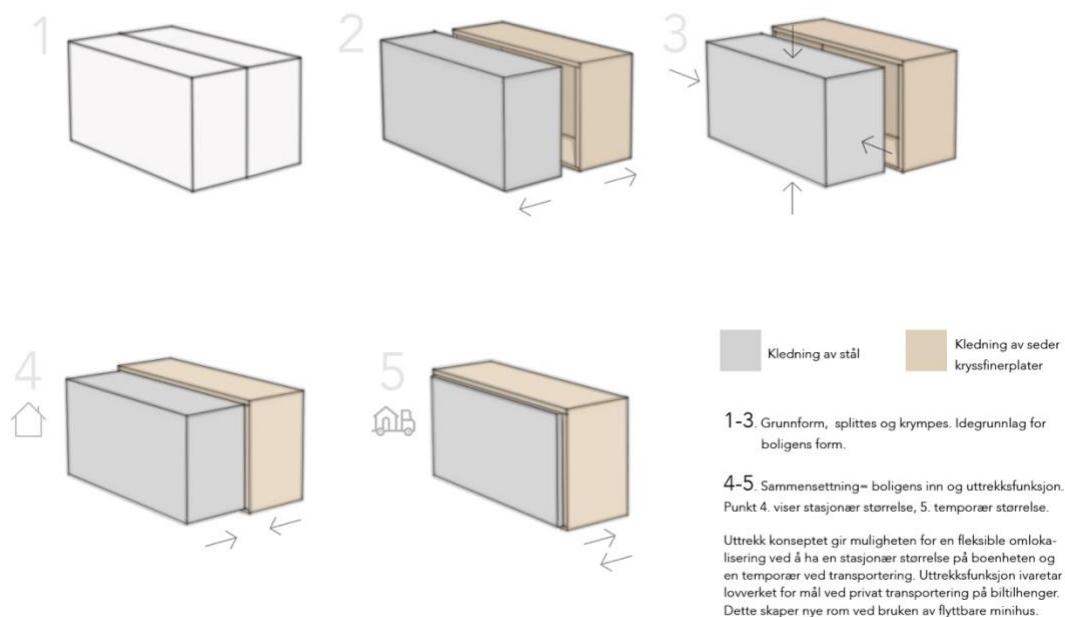 1
2
3
4
5
Kledning av stål
Kledning av seder
kryssfinerplater
1-3. Grunnform, splittes og krympes. Idegrunnlag for
boligens form.
4-5. Sammensettning= boligens inn og uttrekksfunksjon.
Punkt 4. viser stasjonær størrelse, 5. temporær størrelse.
Uttrekk konseptet gir muligheten for en fleksible omloka-
lisering ved å ha en stasjonær størrelse på boenheten og
en temporær ved transportering. Uttrekksfunksjon ivaretar
lovverket for mål ved privat transportering på biltilhenger.
Dette skaper nye rom ved bruken av flyttbare minihus.